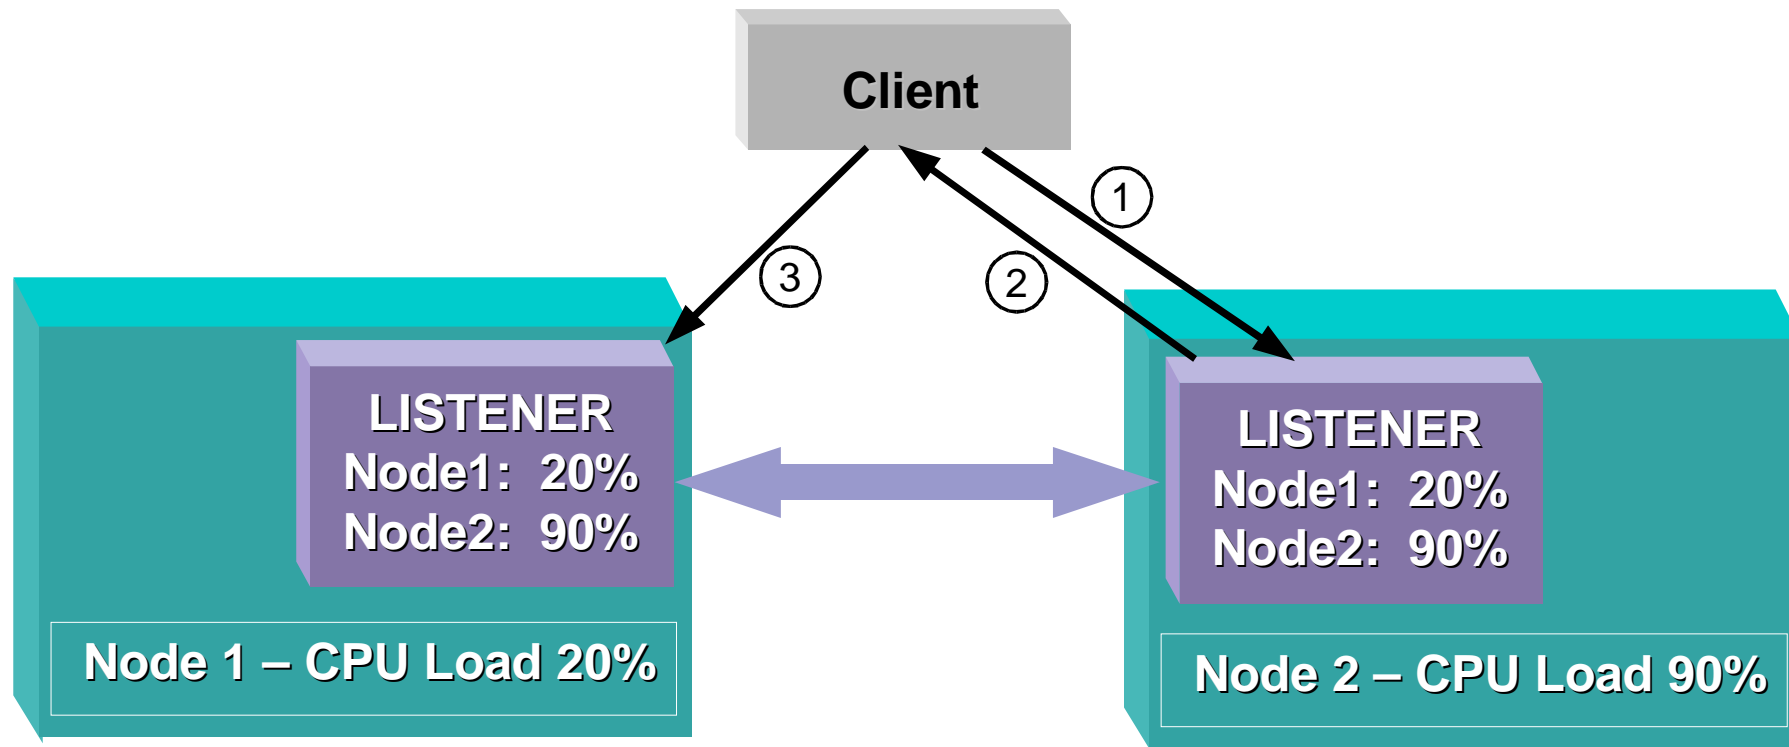 Client
1
3
2
LISTENER
Node1: 20%
Node2: 90%
Node 1 – CPU Load 20%
LISTENER
Node1: 20%
Node2: 90%
Node 2 – CPU Load 90%